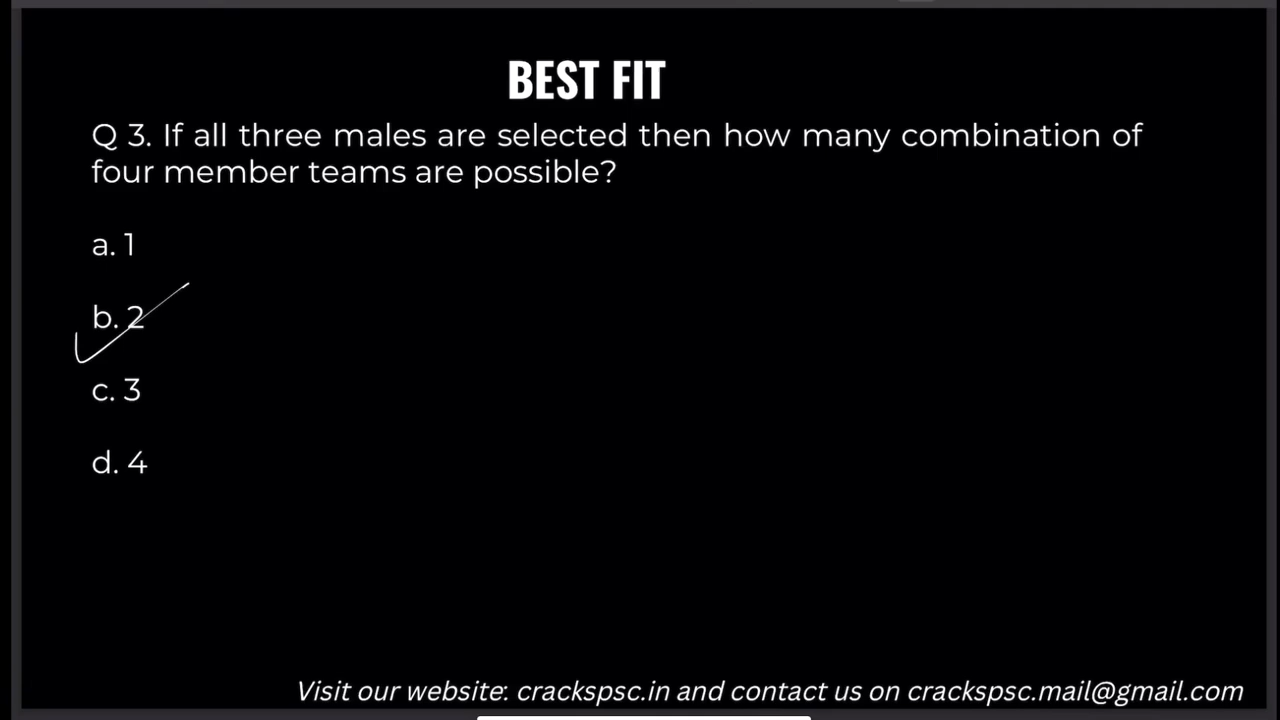 BEST FIT
Q 3. If all three males are selected then how many combination of
four member teams are possible?
a. 1
b. 2
c. 3
d. 4
Visit our website: crackspsc.in and contact us on crackspsc.mail@gmail.com